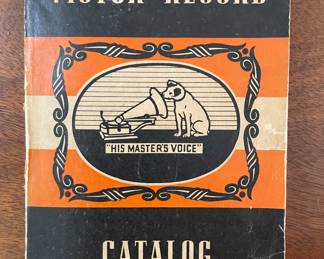 VICTOR RECORD
"HIS MASTER'S VOICE"
CATALOG